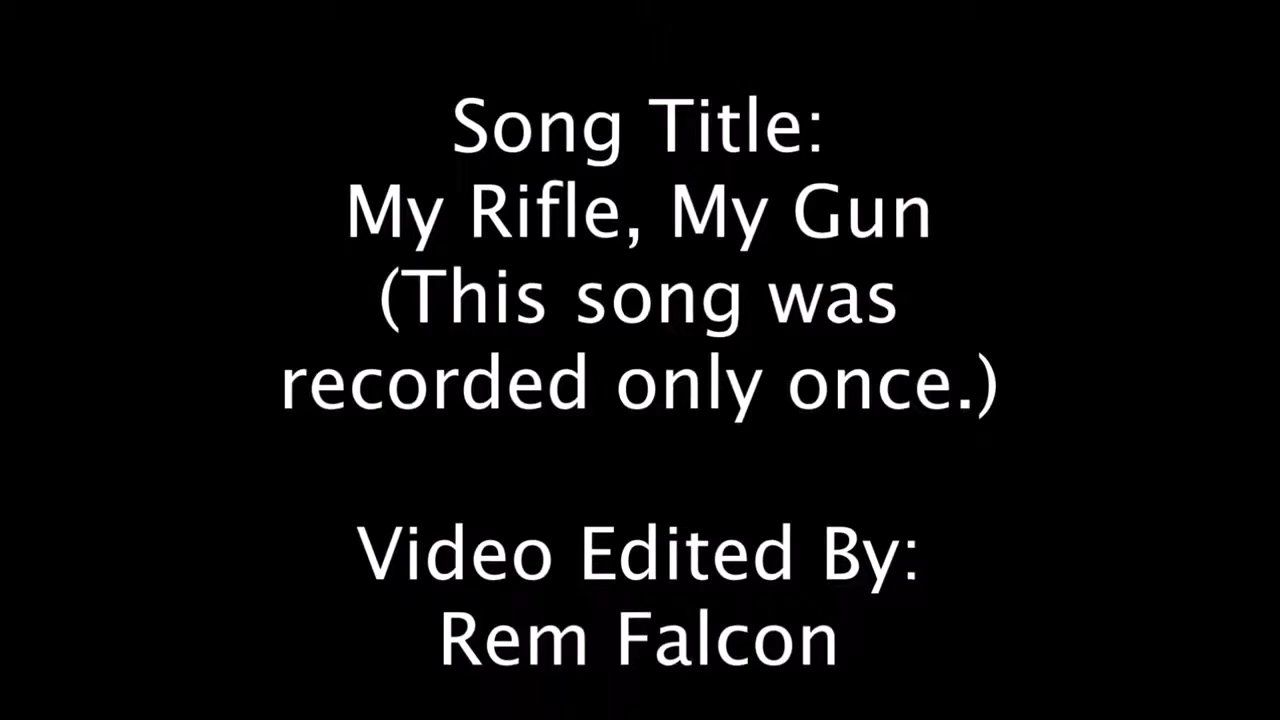 Song Title:
My Rifle, My Gun
(This song was
recorded only once.)
Video Edited By:
Rem Falcon